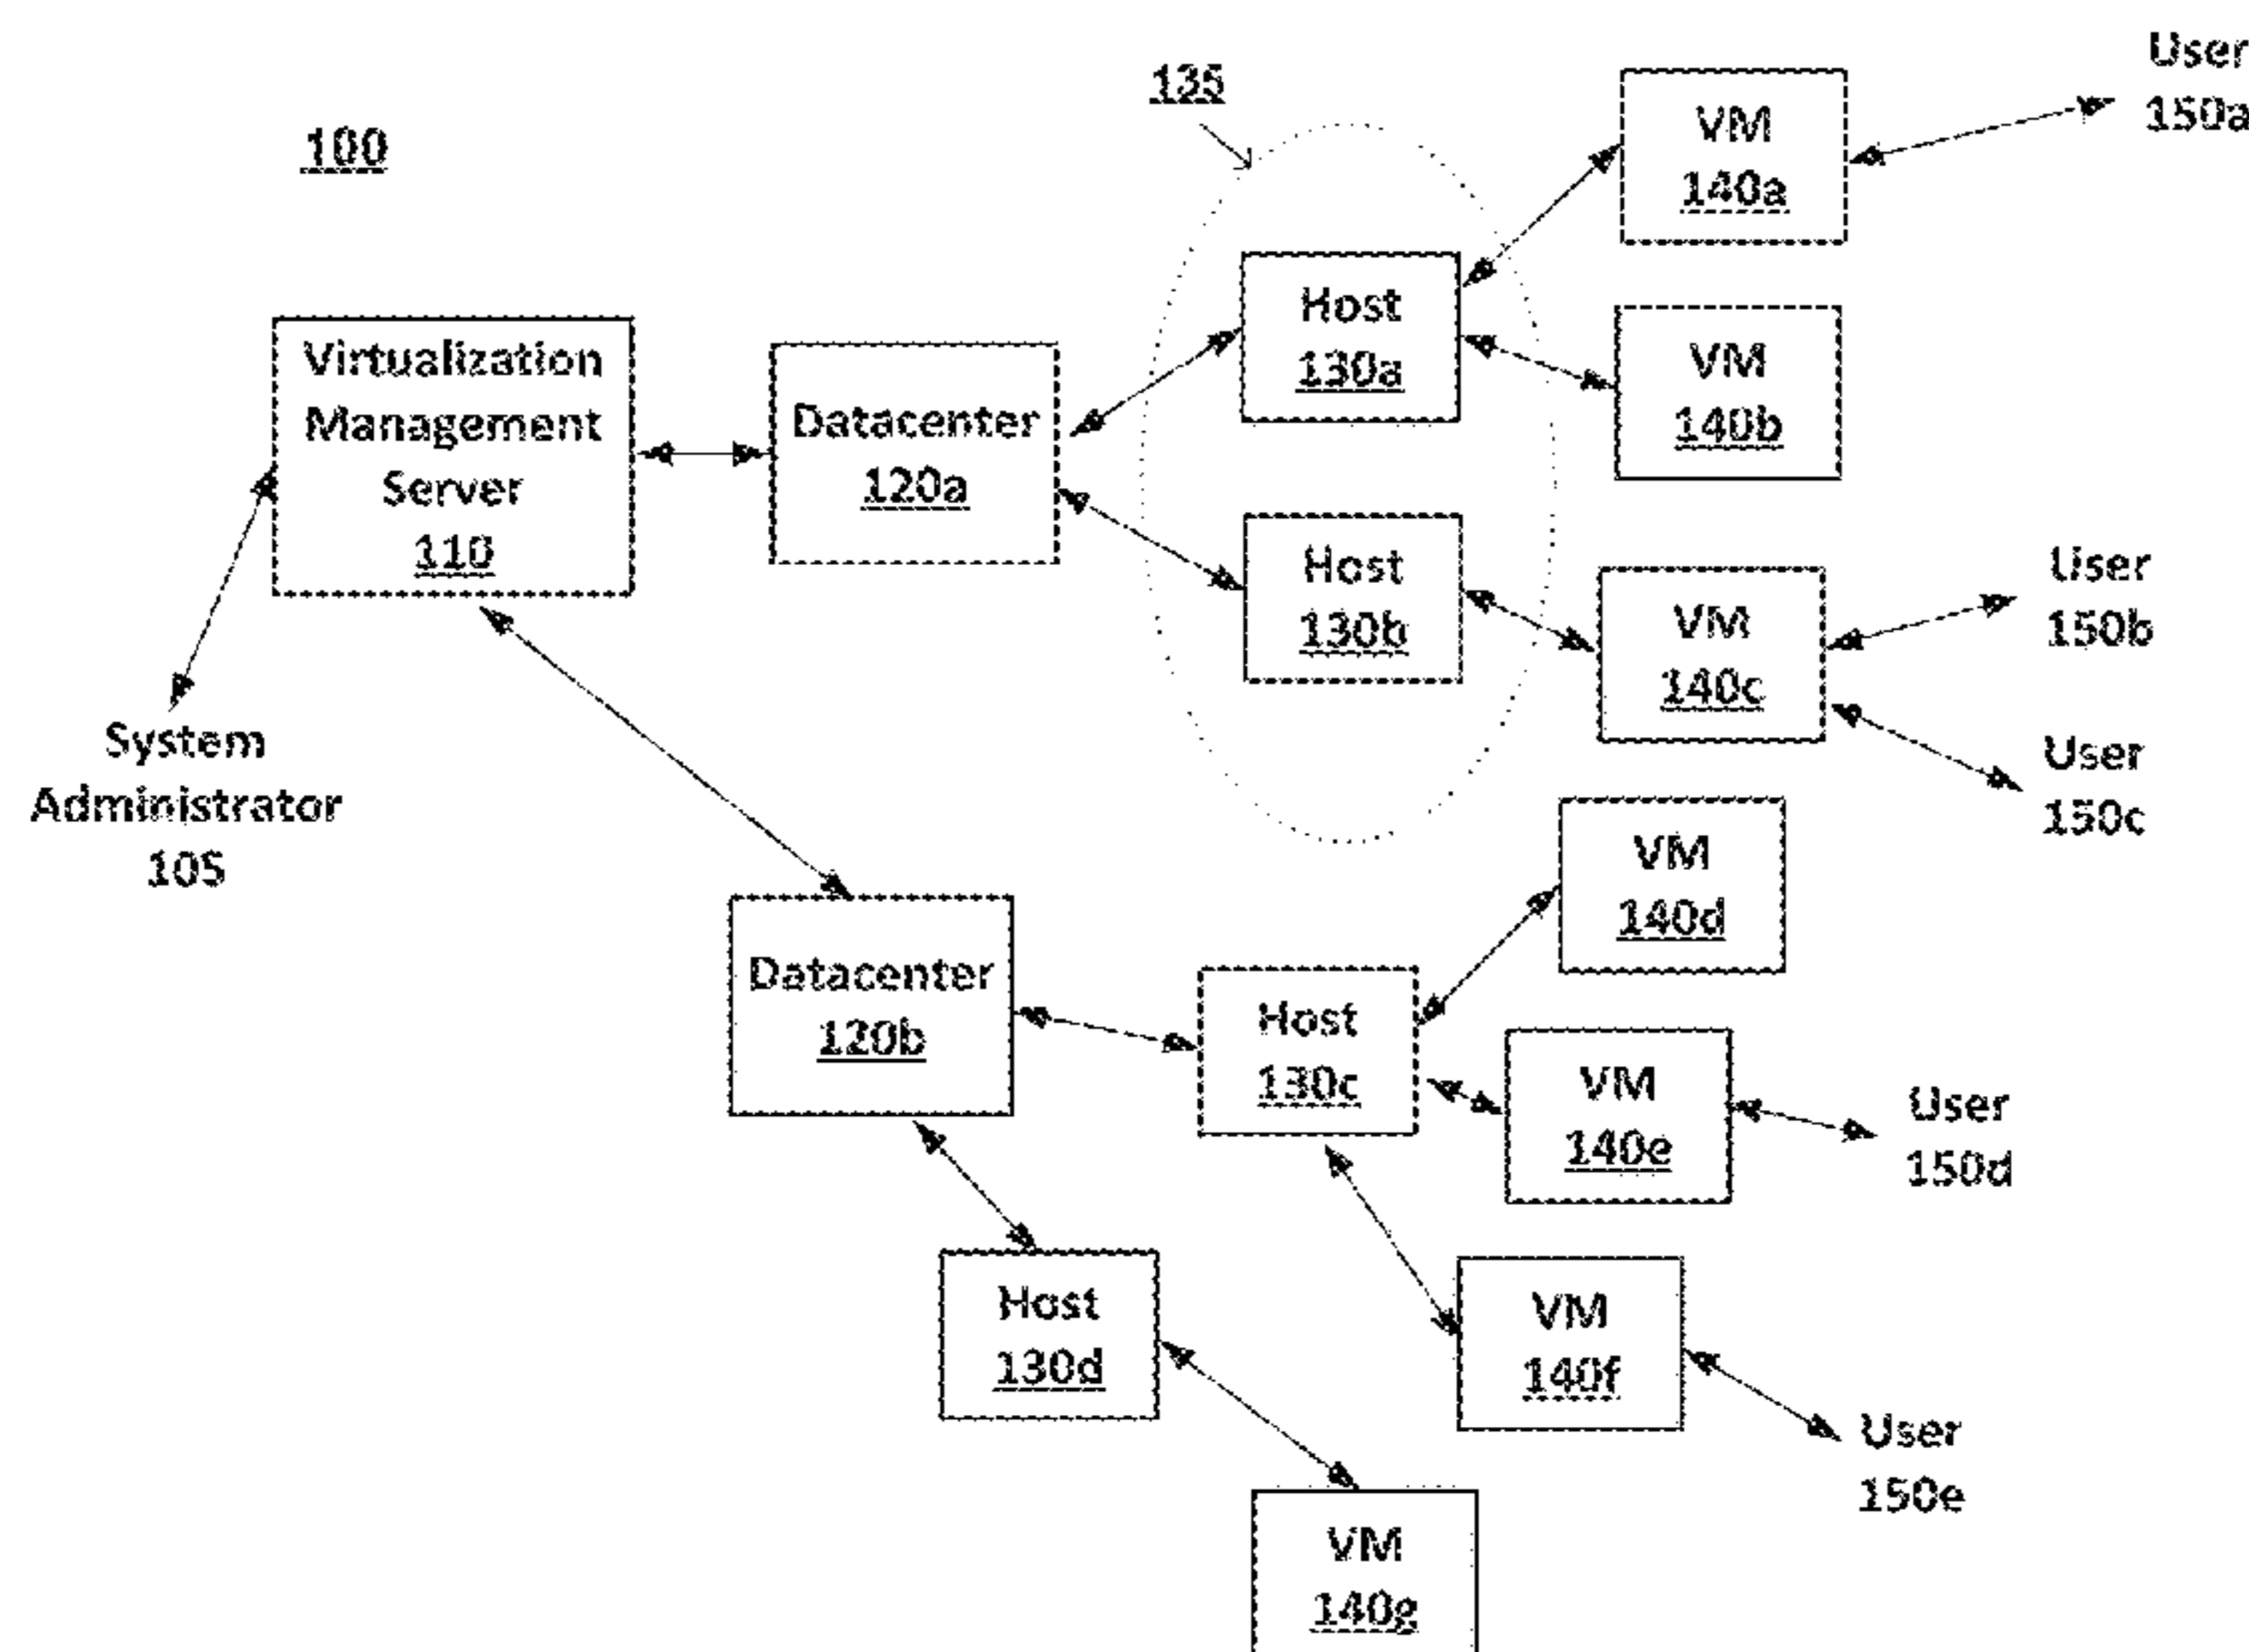 100
135
User
150a
VM
140a
Host
130a
VM
140b
Virtualization
Management
Server
110
Datacenter
120a
Host
130b
VM
140c
User
150b
User
150c
System
Administrator
105
VM
140d
Datacenter
120b
Host
130c
VM
140e
User
150d
Host
130d
VM
140f
User
150e
VM
140g